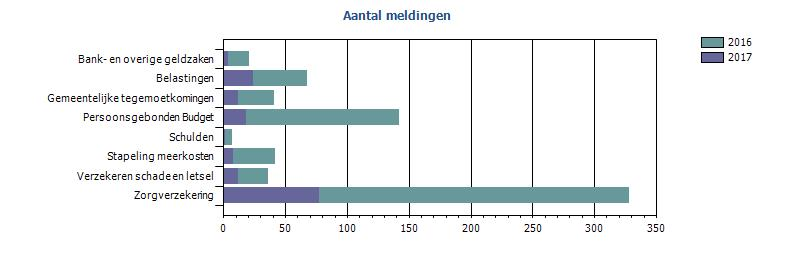 Aantal meldingen
2016
2017
Bank- en overige geldzaken
Belastingen
Gemeentelijke tegemoetkomingen
Persoonsgebonden Budget
Schulden
Stapeling meerkosten
Verzekeren schade en letsel
Zorgverzekering
0 50 100 150 200 250 300 350